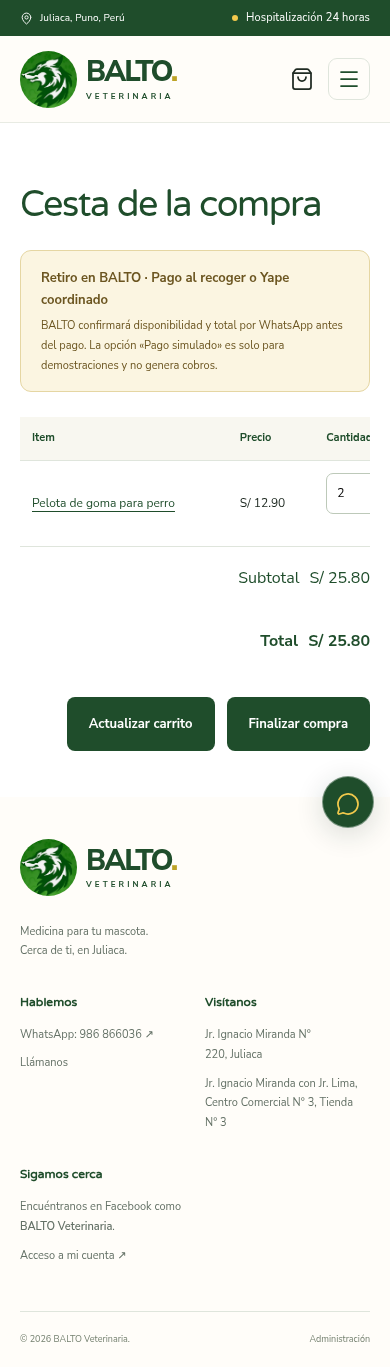 Juliaca, Puno, Perú
Hospitalización 24 horas
BALTO.
VETERINARIA
Cesta de la compra
Retiro en BALTO · Pago al recoger o Yape
coordinado
BALTO confirmará disponibilidad y total por WhatsApp antes
del pago. La opción «Pago simulado» es solo para
demostraciones y no genera cobros.
Item Precio Cantidad
Pelota de goma para perro S/ 12.90 2
Subtotal S/ 25.80
Total S/ 25.80
Actualizar carrito Finalizar compra
BALTO.
VETERINARIA
Medicina para tu mascota.
Cerca de ti, en Juliaca.
Hablemos
WhatsApp: 986 866036 ↗
Llámanos
Visítanos
Jr. Ignacio Miranda N°
220, Juliaca
Jr. Ignacio Miranda con Jr. Lima,
Centro Comercial N° 3, Tienda
N° 3
Sigamos cerca
Encuéntranos en Facebook como
BALTO Veterinaria.
Acceso a mi cuenta ↗
© 2026 BALTO Veterinaria.
Administración